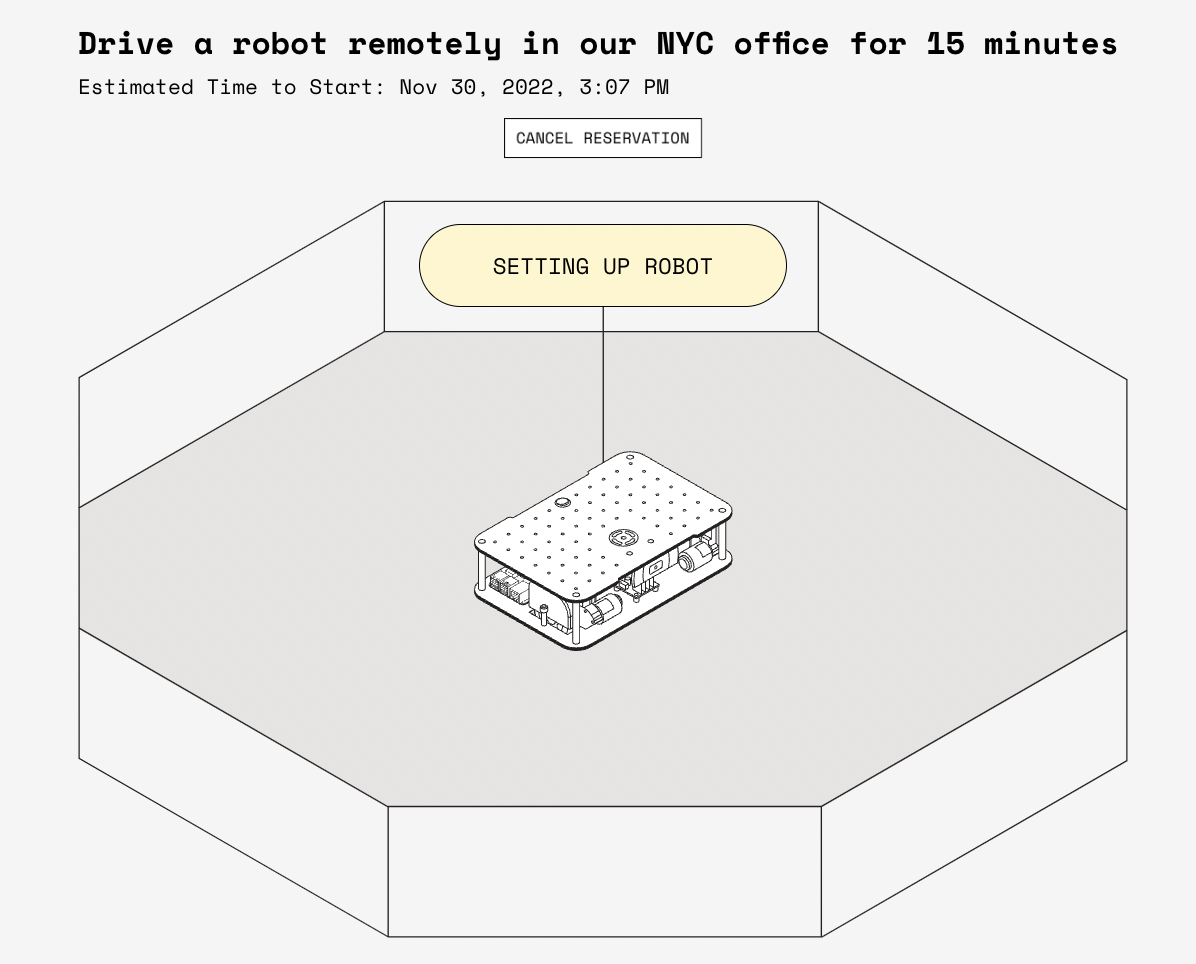 Drive a robot remotely in our NYC office for 15 minutes
Estimated Time to Start: Nov 30, 2022, 3:07 PM
CANCEL RESERVATION
SETTING UP ROBOT